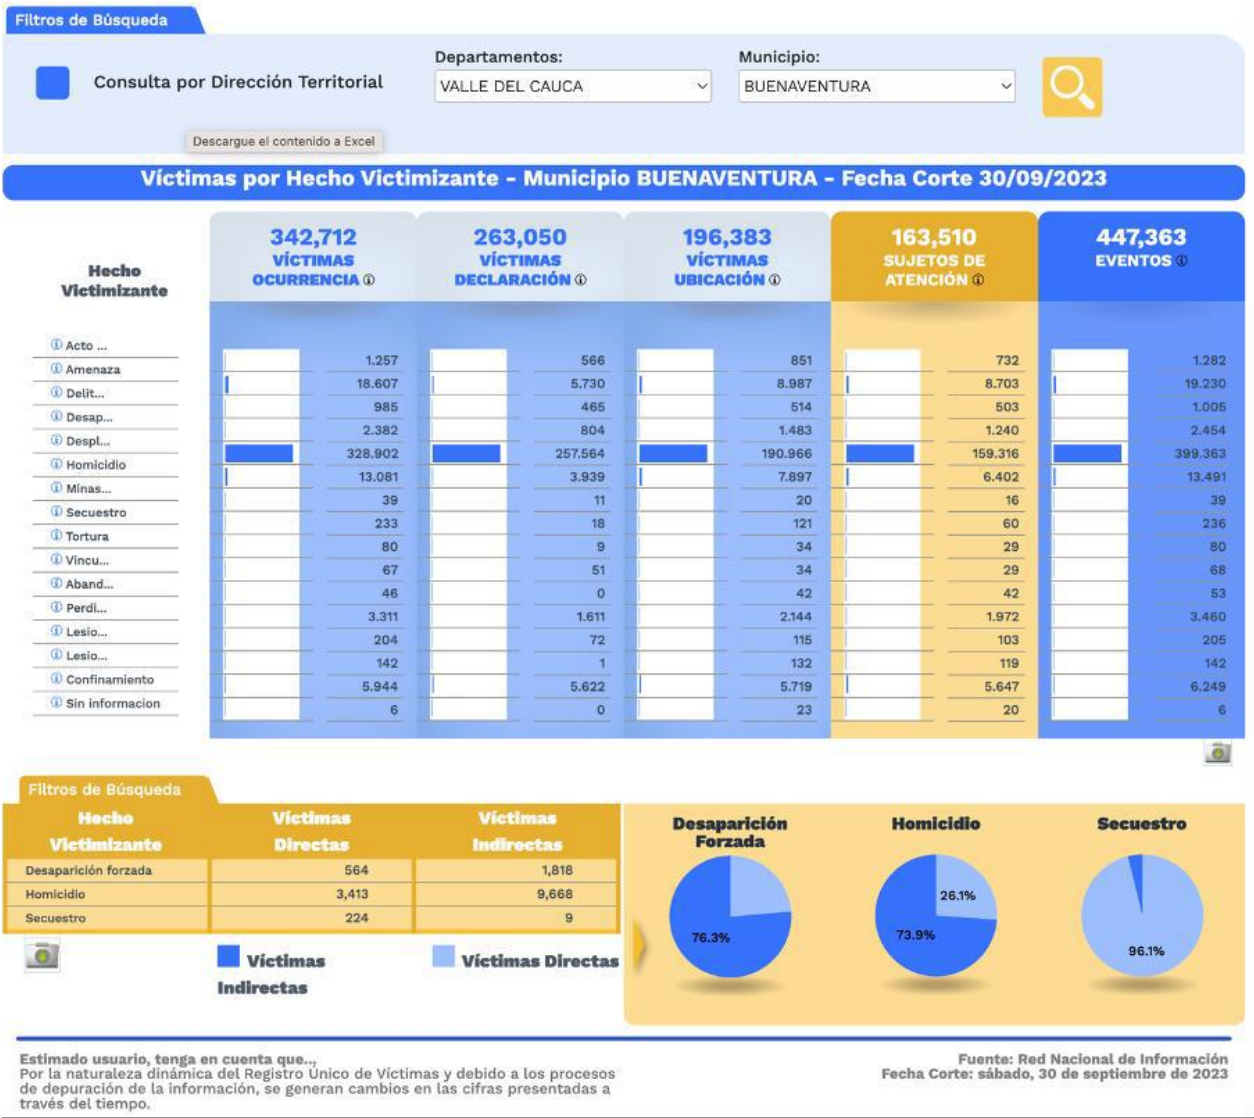 Filtros de Búsqueda
Consulta por Dirección Territorial
Departamentos:
VALLE DEL CAUCA
Municipio:
BUENAVENTURA
Descargue el contenido a Excel
Víctimas por Hecho Victimizante - Municipio BUENAVENTURA - Fecha Corte 30/09/2023
Hecho
Victimizante
342,712
VÍCTIMAS
OCURRENCIA
263,050
VÍCTIMAS
DECLARACIÓN
196,383
VÍCTIMAS
UBICACIÓN
163,510
SUJETOS DE
ATENCIÓN
447,363
EVENTOS
Acto ... 1.257 566 851 732 1.282
Amenaza 18.607 5.730 8.987 8.703 19.230
Delit... 985 465 514 503 1.005
Desap... 2.382 804 1.483 1.240 2.454
Despl... 328.902 257.564 190.966 159.316 399.363
Homicidio 13.081 3.939 7.897 6.402 13.491
Minas... 39 11 20 16 39
Secuestro 233 18 121 60 236
Tortura 80 9 34 29 80
Vincu... 67 51 34 29 68
Aband... 46 0 42 42 53
Perdi... 3.311 1.611 2.144 1.972 3.460
Lesio... 204 72 115 103 205
Lesio... 142 1 132 119 142
Confinamiento 5.944 5.622 5.719 5.647 6.249
Sin informacion 6 0 23 20 6
Filtros de Búsqueda
Hecho
Victimizante
Víctimas
Directas
Víctimas
Indirectas
Desaparición forzada 564 1,818
Homicidio 3,413 9,668
Secuestro 224 9
Víctimas
Indirectas
Víctimas Directas
Desaparición
Forzada
76.3%
Homicidio
26.1%
73.9%
Secuestro
96.1%
Estimado usuario, tenga en cuenta que...
Por la naturaleza dinámica del Registro Único de Víctimas y debido a los procesos
de depuración de la información, se generan cambios en las cifras presentadas a
través del tiempo.
Fuente: Red Nacional de Información
Fecha Corte: sábado, 30 de septiembre de 2023